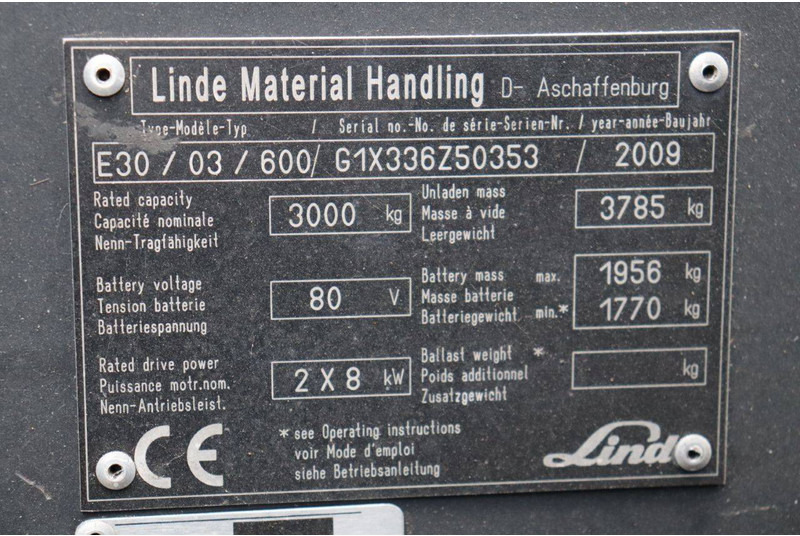 Linde Material Handling D- Aschaffenburg
Type-Modèle-Typ / Serial no.-No. de série-Serien-Nr. / year-année-Baujahr
E30 / 03 / 600 / G1X336Z50353 / 2009
Rated capacity
Capacité nominale
Nenn-Tragfähigkeit
3000 kg
Unladen mass
Masse à vide
Leergewicht
3785 kg
Battery voltage
Tension batterie
Batteriespannung
80 V
Battery mass max.
Masse batterie
Batteriegewicht min.*
1956 kg
1770 kg
Rated drive power
Puissance motr.nom.
Nenn-Antriebsleist.
2 X 8 kW
Ballast weight *
Poids additionnel
Zusatzgewicht
kg
CE
* see Operating instructions
voir Mode d'emploi
siehe Betriebsanleitung
Linde